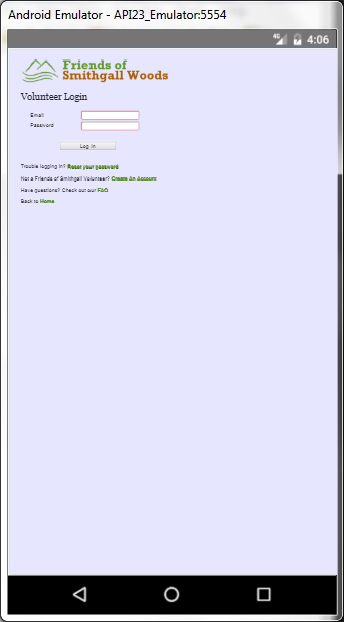 Android Emulator - API23_Emulator:5554
4G 4:06
Friends of
Smithgall Woods
Volunteer Login
Email
Password
Log In
Trouble logging in? Reset your password
Not a Friends of Smithgall Volunteer? Create An Account
Have questions? Check out our FAQ
Back to Home